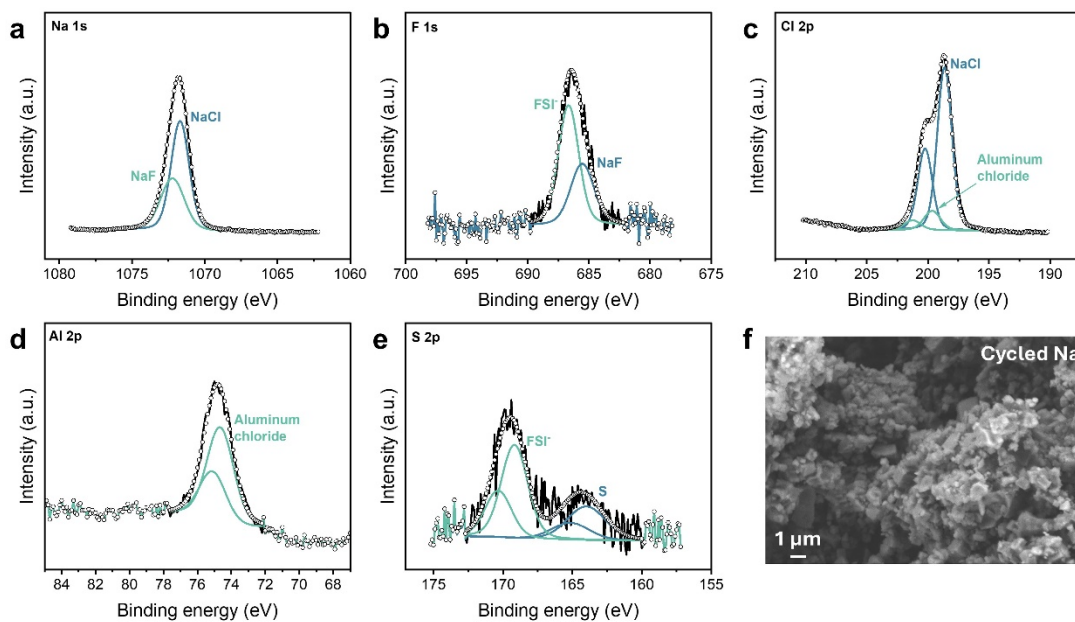 a
Na 1s
Intensity (a.u.)
NaCl
NaF
1080 1075 1070 1065 1060
Binding energy (eV)
b
F 1s
Intensity (a.u.)
FSI⁻
NaF
700 695 690 685 680 675
Binding energy (eV)
c
Cl 2p
Intensity (a.u.)
NaCl
Aluminum
chloride
210 205 200 195 190
Binding energy (eV)
d
Al 2p
Intensity (a.u.)
Aluminum
chloride
84 82 80 78 76 74 72 70 68
Binding energy (eV)
e
S 2p
Intensity (a.u.)
FSI⁻
S
175 170 165 160 155
Binding energy (eV)
f
Cycled Na
1 µm